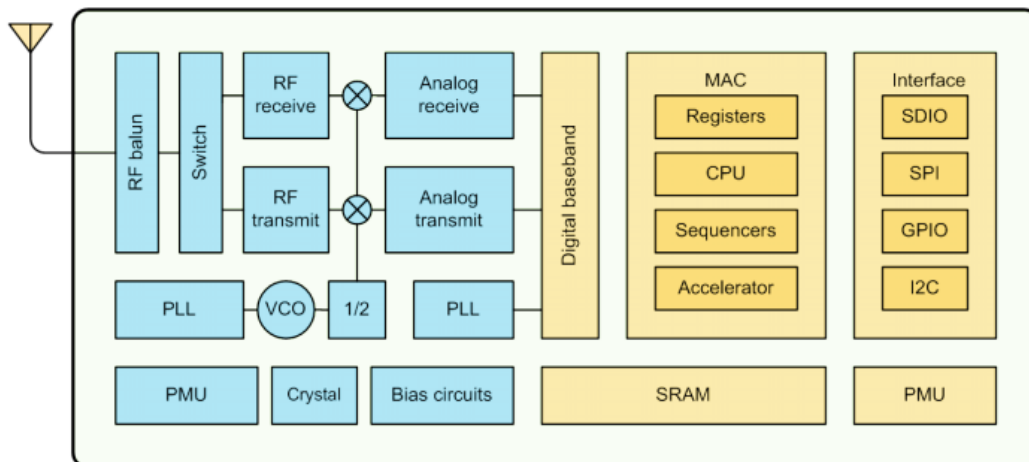 RF balun
Switch
RF
receive
Analog
receive
RF
transmit
Analog
transmit
PLL
VCO
1/2
PLL
PMU
Crystal
Bias circuits
Digital baseband
MAC
Registers
CPU
Sequencers
Accelerator
Interface
SDIO
SPI
GPIO
I2C
SRAM
PMU